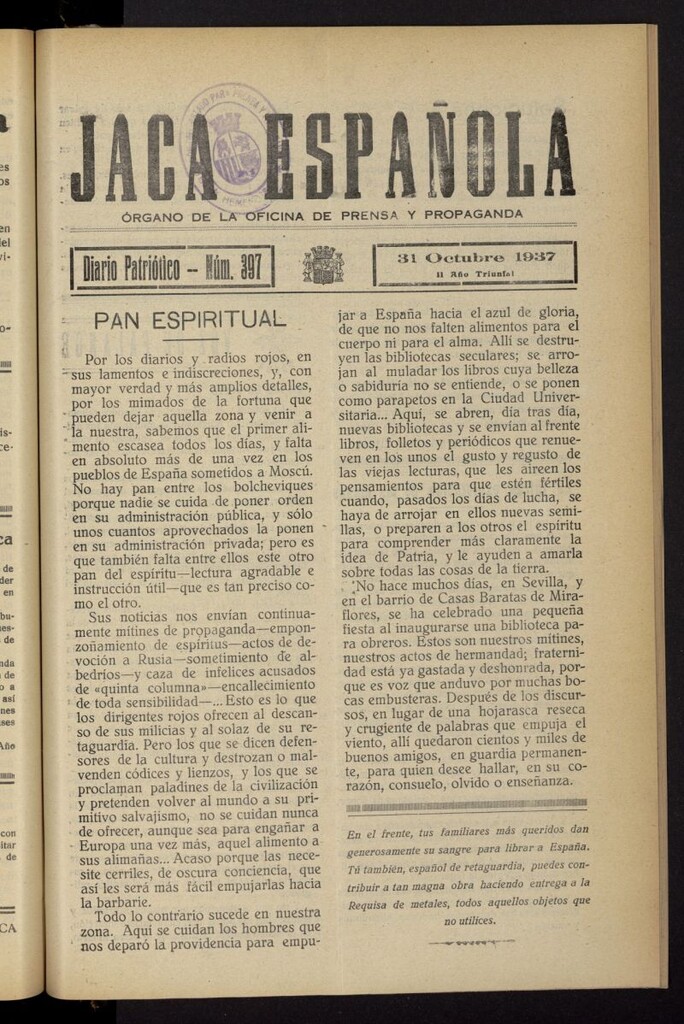 JACA ESPAÑOLA
ÓRGANO DE LA OFICINA DE PRENSA Y PROPAGANDA
Diario Patriótico -- Núm. 397
31 Octubre 1937
II Año Triunfal
PAN ESPIRITUAL
Por los diarios y radios rojos, en
sus lamentos e indiscreciones, y, con
mayor verdad y más amplios detalles,
por los mimados de la fortuna que
pueden dejar aquella zona y venir a
la nuestra, sabemos que el primer ali-
mento escasea todos los días, y falta
en absoluto más de una vez en los
pueblos de España sometidos a Moscú.
No hay pan entre los bolcheviques
porque nadie se cuida de poner orden
en su administración pública, y sólo
unos cuantos aprovechados la ponen
en su administración privada; pero es
que también falta entre ellos este otro
pan del espíritu—lectura agradable e
instrucción útil—que es tan preciso co-
mo el otro.
Sus noticias nos envían continua-
mente mítines de propaganda—empon-
zoñamiento de espíritus—actos de de-
voción a Rusia—sometimiento de al-
bedríos—y caza de infelices acusados
de «quinta columna»—encallecimiento
de toda sensibilidad—... Esto es lo que
los dirigentes rojos ofrecen al descan-
so de sus milicias y al solaz de su re-
taguardia. Pero los que se dicen defen-
sores de la cultura y destrozan o mal-
venden códices y lienzos, y los que se
proclaman paladines de la civilización
y pretenden volver al mundo a su pri-
mitivo salvajismo, no se cuidan nunca
de ofrecer, aunque sea para engañar a
Europa una vez más, aquel alimento a
sus alimañas... Acaso porque las nece-
site cerriles, de oscura conciencia, que
así les será más fácil empujarlas hacia
la barbarie.
Todo lo contrario sucede en nuestra
zona. Aquí se cuidan los hombres que
nos deparó la providencia para empu-
jar a España hacia el azul de gloria,
de que no nos falten alimentos para el
cuerpo ni para el alma. Allí se destru-
yen las bibliotecas seculares; se arro-
jan al muladar los libros cuya belleza
o sabiduría no se entiende, o se ponen
como parapetos en la Ciudad Univer-
sitaria... Aquí, se abren, día tras día,
nuevas bibliotecas y se envían al frente
libros, folletos y periódicos que renue-
ven en los unos el gusto y regusto de
las viejas lecturas, que les aireen los
pensamientos para que estén fértiles
cuando, pasados los días de lucha, se
haya de arrojar en ellos nuevas semi-
llas, o preparen a los otros el espíritu
para comprender más claramente la
idea de Patria, y le ayuden a amarla
sobre todas las cosas de la tierra.
No hace muchos días, en Sevilla, y
en el barrio de Casas Baratas de Mira-
flores, se ha celebrado una pequeña
fiesta al inaugurarse una biblioteca pa-
ra obreros. Estos son nuestros mítines,
nuestros actos de hermandad; fraterni-
dad está ya gastada y deshonrada, por-
que es voz que anduvo por muchas bo-
cas embusteras. Después de los discur-
sos, en lugar de una hojarasca reseca
y crugiente de palabras que empuja el
viento, allí quedaron cientos y miles de
buenos amigos, en guardia permanen-
te, para quien desee hallar, en su co-
razón, consuelo, olvido o enseñanza.
En el frente, tus familiares más queridos dan
generosamente su sangre para librar a España.
Tú también, español de retaguardia, puedes con-
tribuir a tan magna obra haciendo entrega a la
Requisa de metales, todos aquellos objetos que
no utilices.